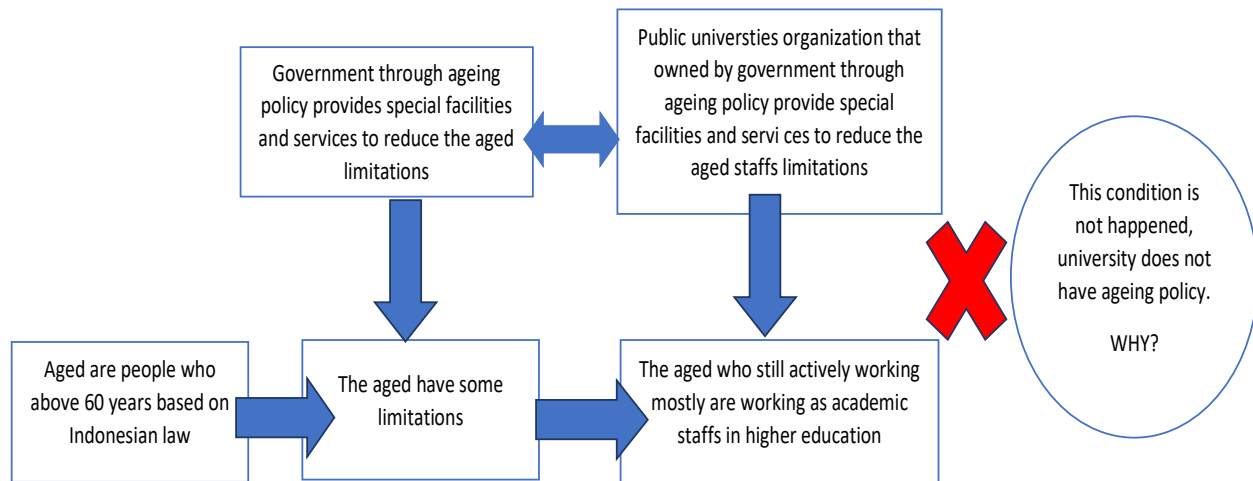 Government through ageing
policy provides special facilities
and services to reduce the aged
limitations
Public universties organization that
owned by government through
ageing policy provide special
facilities and servi ces to reduce the
aged staffs limitations
This condition is
not happened,
university does not
have ageing policy.
WHY?
Aged are people who
above 60 years based on
Indonesian law
The aged have some
limitations
The aged who still actively working
mostly are working as academic
staffs in higher education